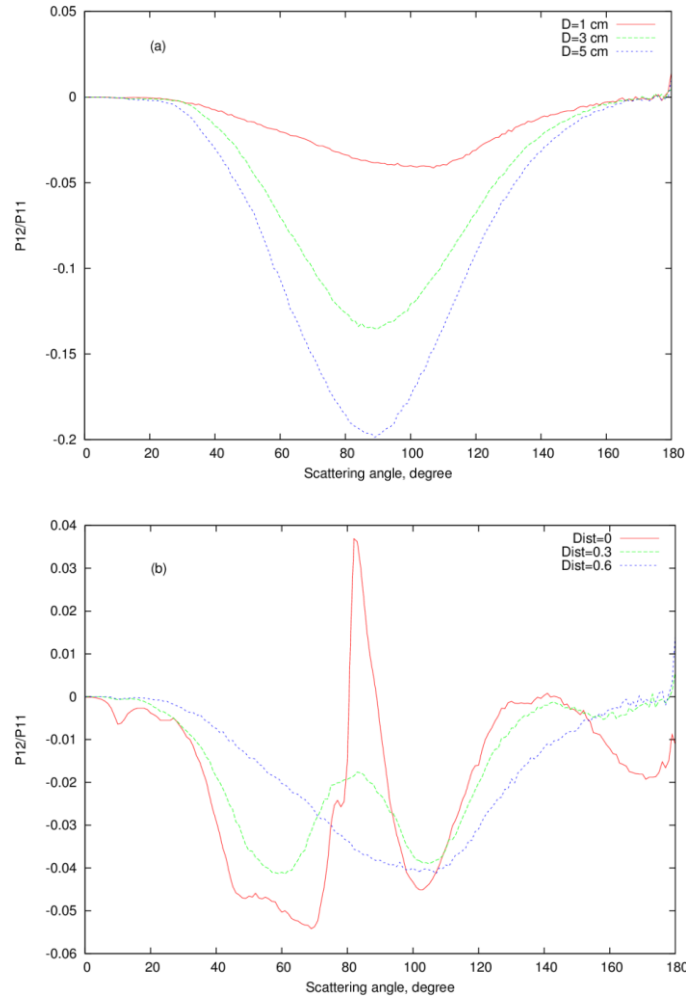 (a)
D=1 cm
D=3 cm
D=5 cm
0.05
0
-0.05
-0.1
-0.15
-0.2
P12/P11
0 20 40 60 80 100 120 140 160 180
Scattering angle, degree
(b)
Dist=0
Dist=0.3
Dist=0.6
0.04
0.03
0.02
0.01
0
-0.01
-0.02
-0.03
-0.04
-0.05
-0.06
P12/P11
0 20 40 60 80 100 120 140 160 180
Scattering angle, degree